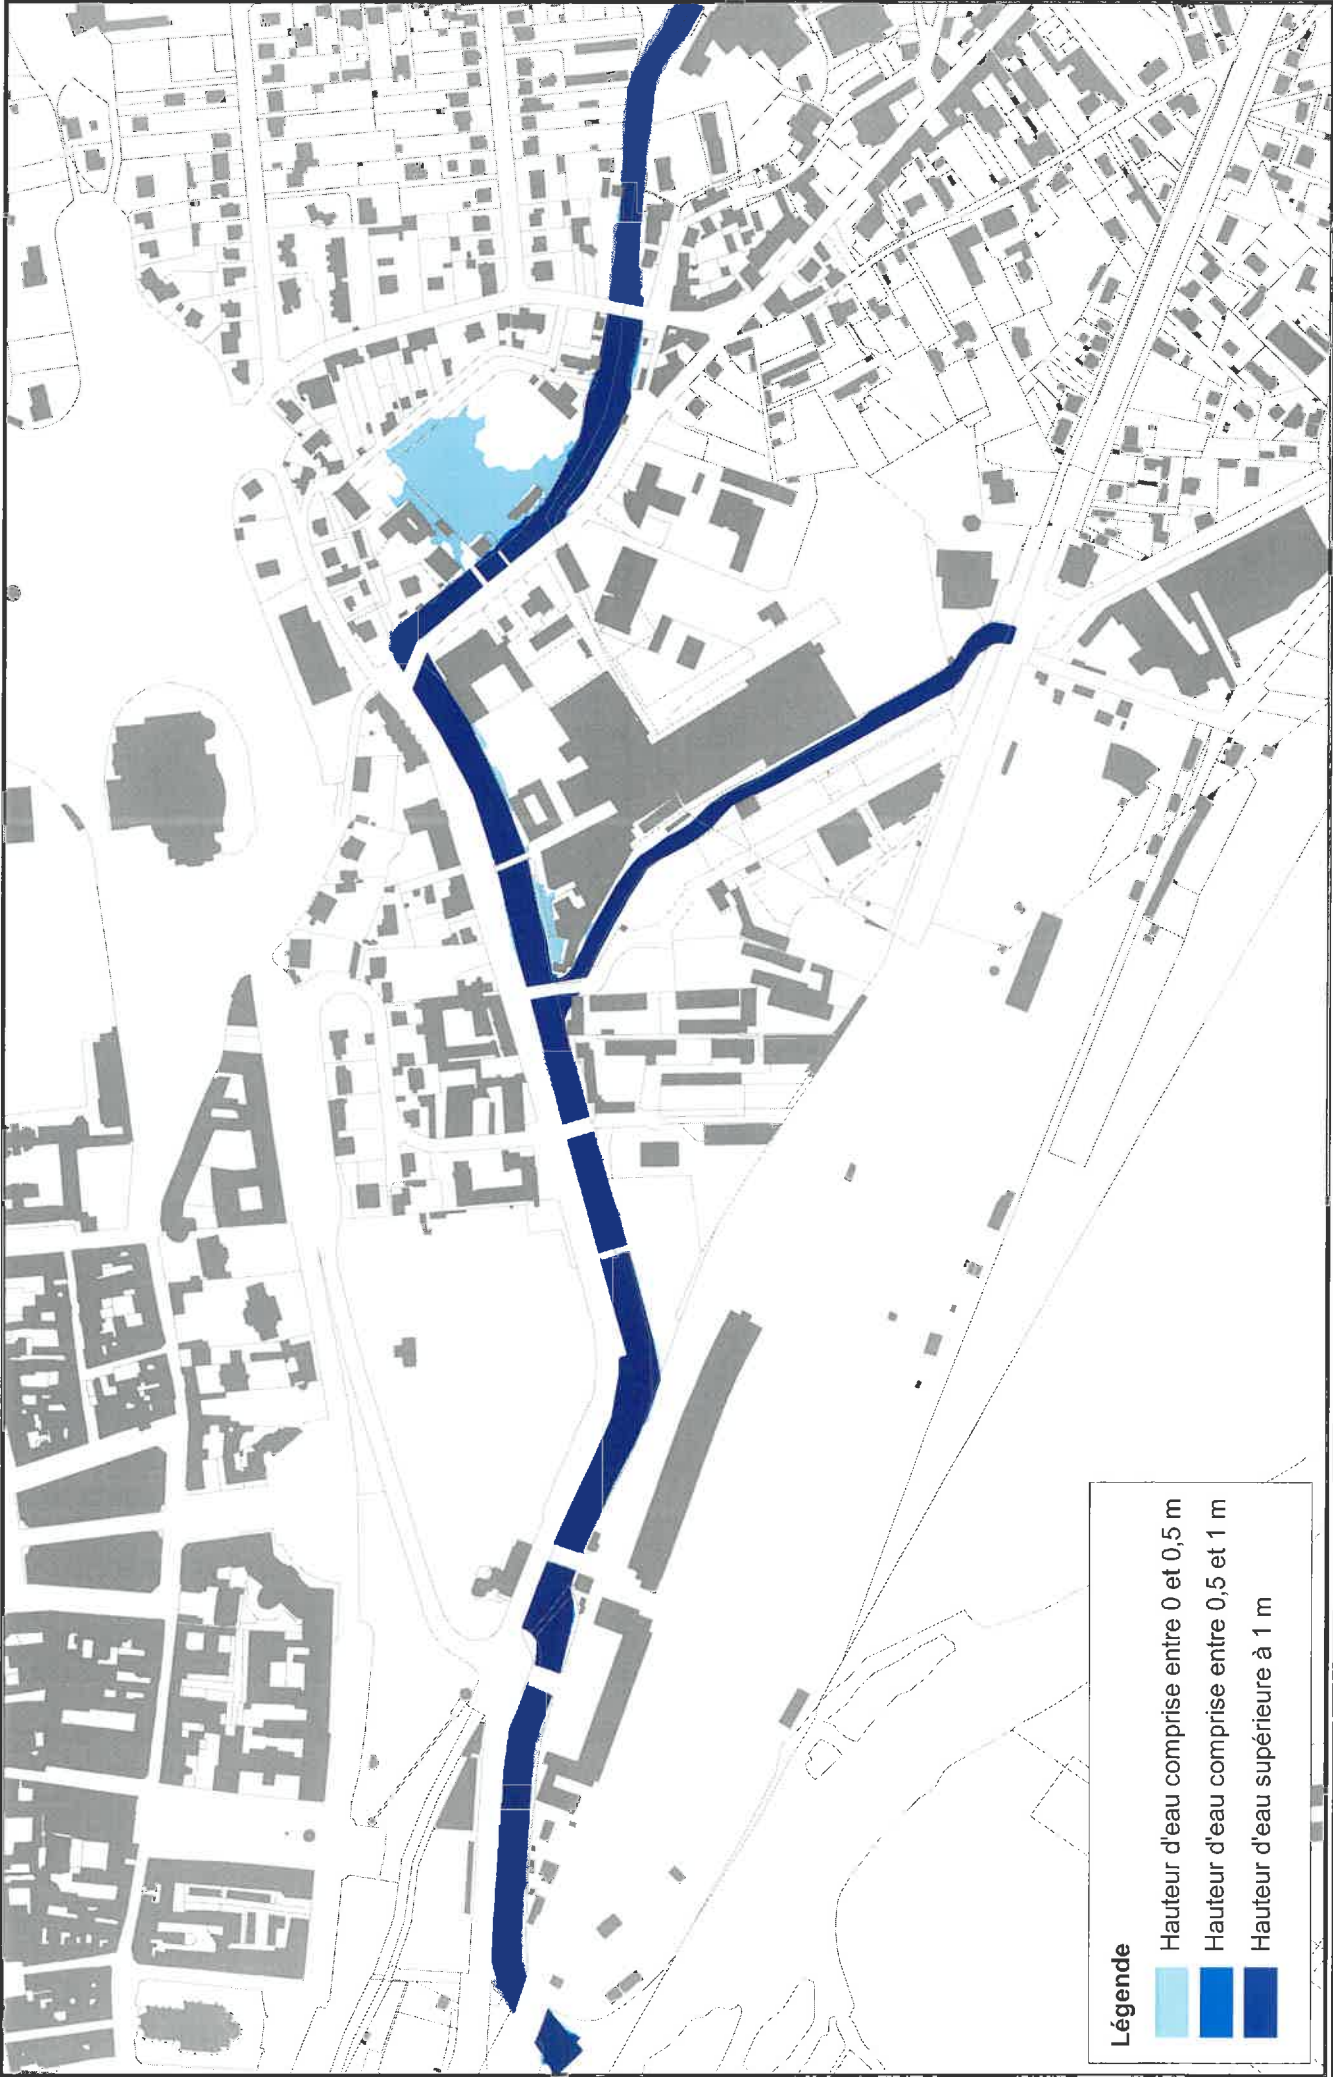 Légende
Hauteur d'eau comprise entre 0 et 0,5 m
Hauteur d'eau comprise entre 0,5 et 1 m
Hauteur d'eau supérieure à 1 m